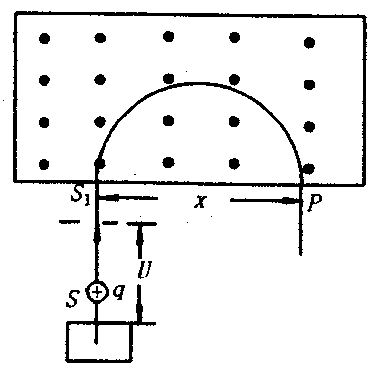 S₁ x P
U
S + q